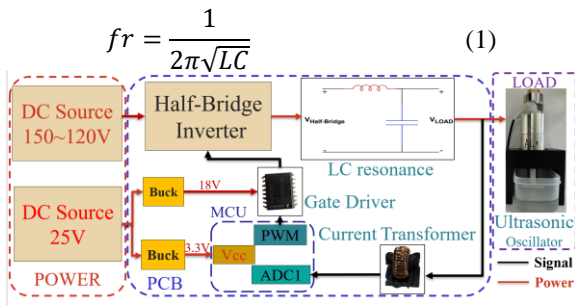 fr = 1 / 2π√LC (1)
DC Source
150~120V
Half-Bridge
Inverter
V Half-Bridge
V LOAD
LC resonance
LOAD
DC Source
25V
Buck
18V
Gate Driver
MCU
PWM
Current Transformer
Ultrasonic
Oscillator
Buck
3.3V
Vcc
ADC1
POWER
PCB
Signal
Power